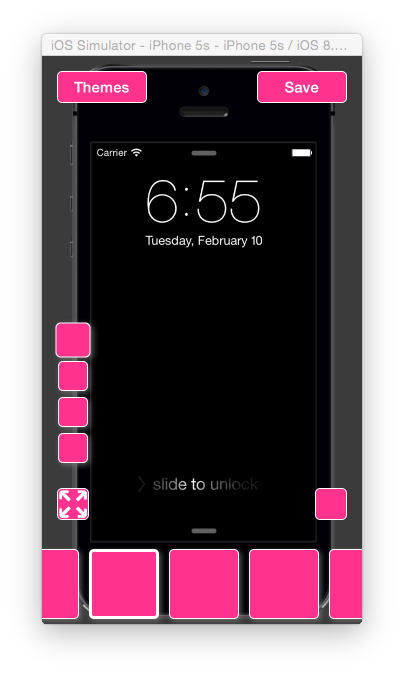 iOS Simulator - iPhone 5s - iPhone 5s / iOS 8....
Themes
Save
Carrier
6:55
Tuesday, February 10
slide to unlock